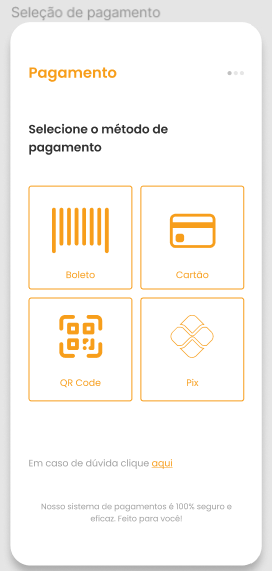 Seleção de pagamento
Pagamento
Selecione o método de
pagamento
Boleto
Cartão
QR Code
Pix
Em caso de dúvida clique aqui
Nosso sistema de pagamentos é 100% seguro e
eficaz. Feito para você!